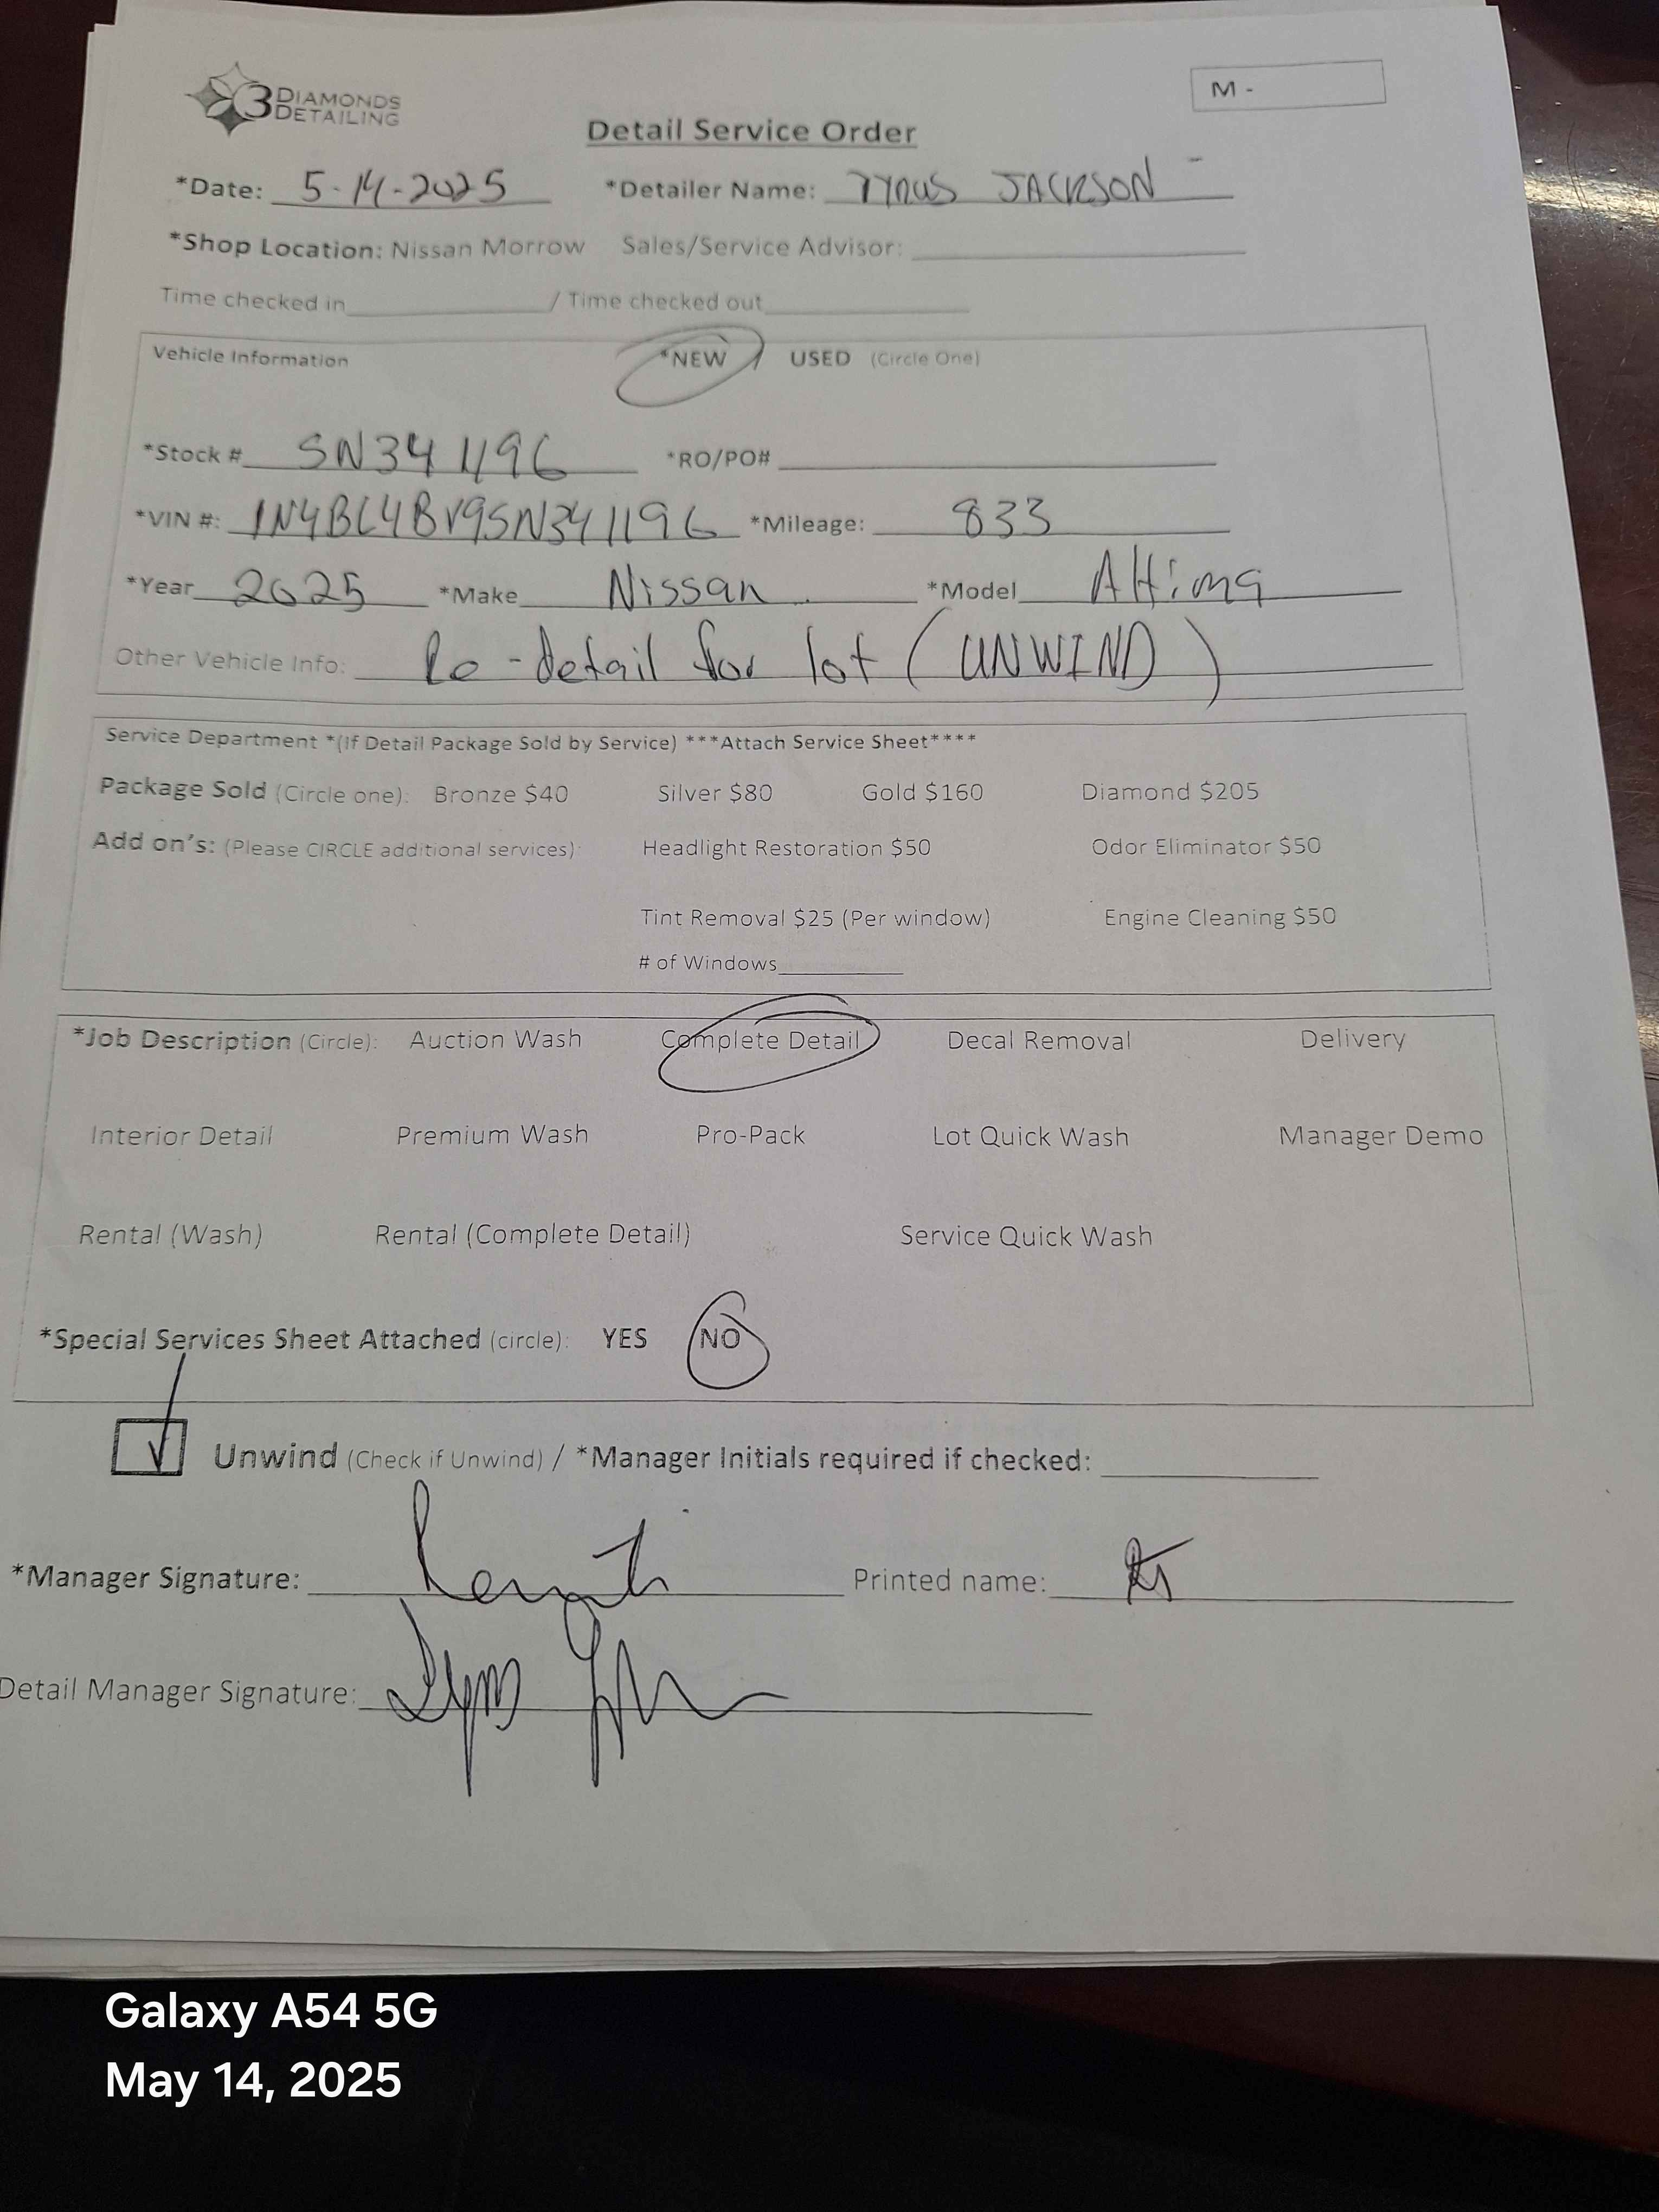 3 DIAMONDS DETAILING
M -
Detail Service Order
*Date: 5-14-2025 *Detailer Name: TYRUS JACKSON
*Shop Location: Nissan Morrow Sales/Service Advisor:
Time checked in / Time checked out
Vehicle Information *NEW / USED (Circle One)
*Stock # SN341196 *RO/PO#
*VIN #: 1N4BL4BV9SN341196 *Mileage: 833
*Year 2025 *Make Nissan *Model Altima
Other Vehicle Info: Re-detail for lot (UNWIND)
Service Department *(If Detail Package Sold by Service) ***Attach Service Sheet****
Package Sold (Circle one): Bronze $40 Silver $80 Gold $160 Diamond $205
Add on's: (Please CIRCLE additional services): Headlight Restoration $50 Odor Eliminator $50
Tint Removal $25 (Per window) Engine Cleaning $50
# of Windows
*Job Description (Circle): Auction Wash Complete Detail Decal Removal Delivery
Interior Detail Premium Wash Pro-Pack Lot Quick Wash Manager Demo
Rental (Wash) Rental (Complete Detail) Service Quick Wash
*Special Services Sheet Attached (circle): YES NO
Unwind (Check if Unwind) / *Manager Initials required if checked:
*Manager Signature: Printed name:
Detail Manager Signature:
Galaxy A54 5G
May 14, 2025